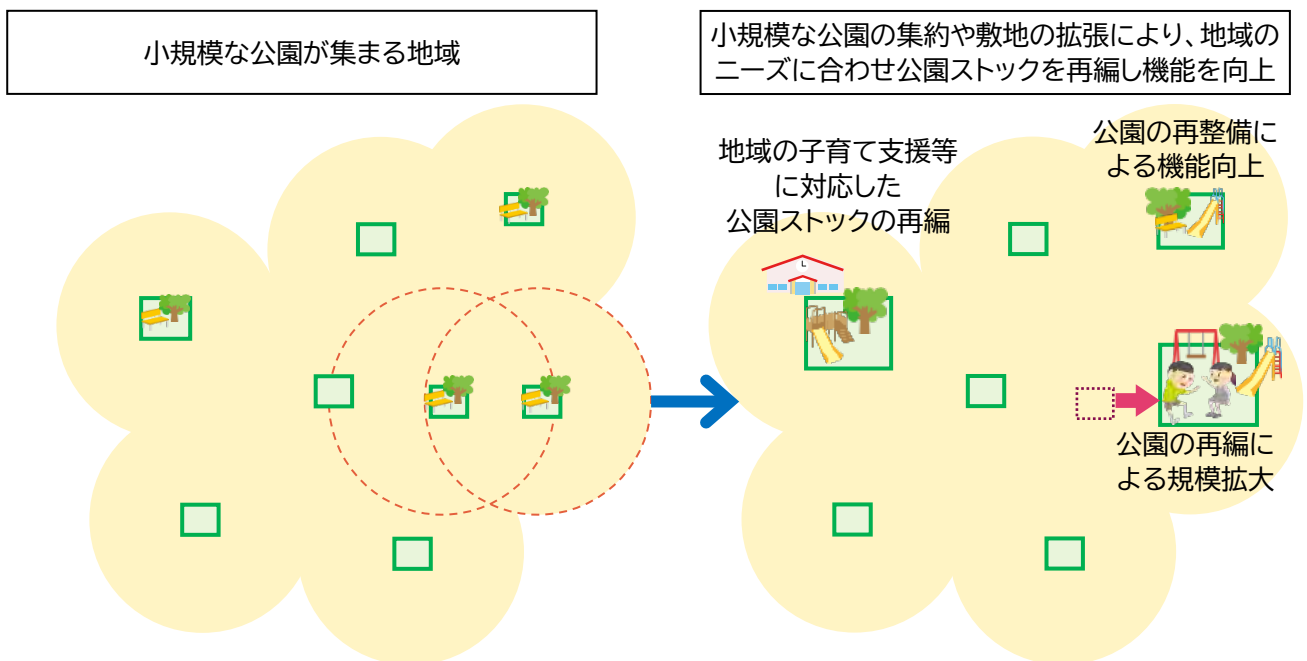 小規模な公園が集まる地域
小規模な公園の集約や敷地の拡張により、地域の
ニーズに合わせ公園ストックを再編し機能を向上
地域の子育て支援等
に対応した
公園ストックの再編
公園の再整備に
よる機能向上
公園の再編に
よる規模拡大